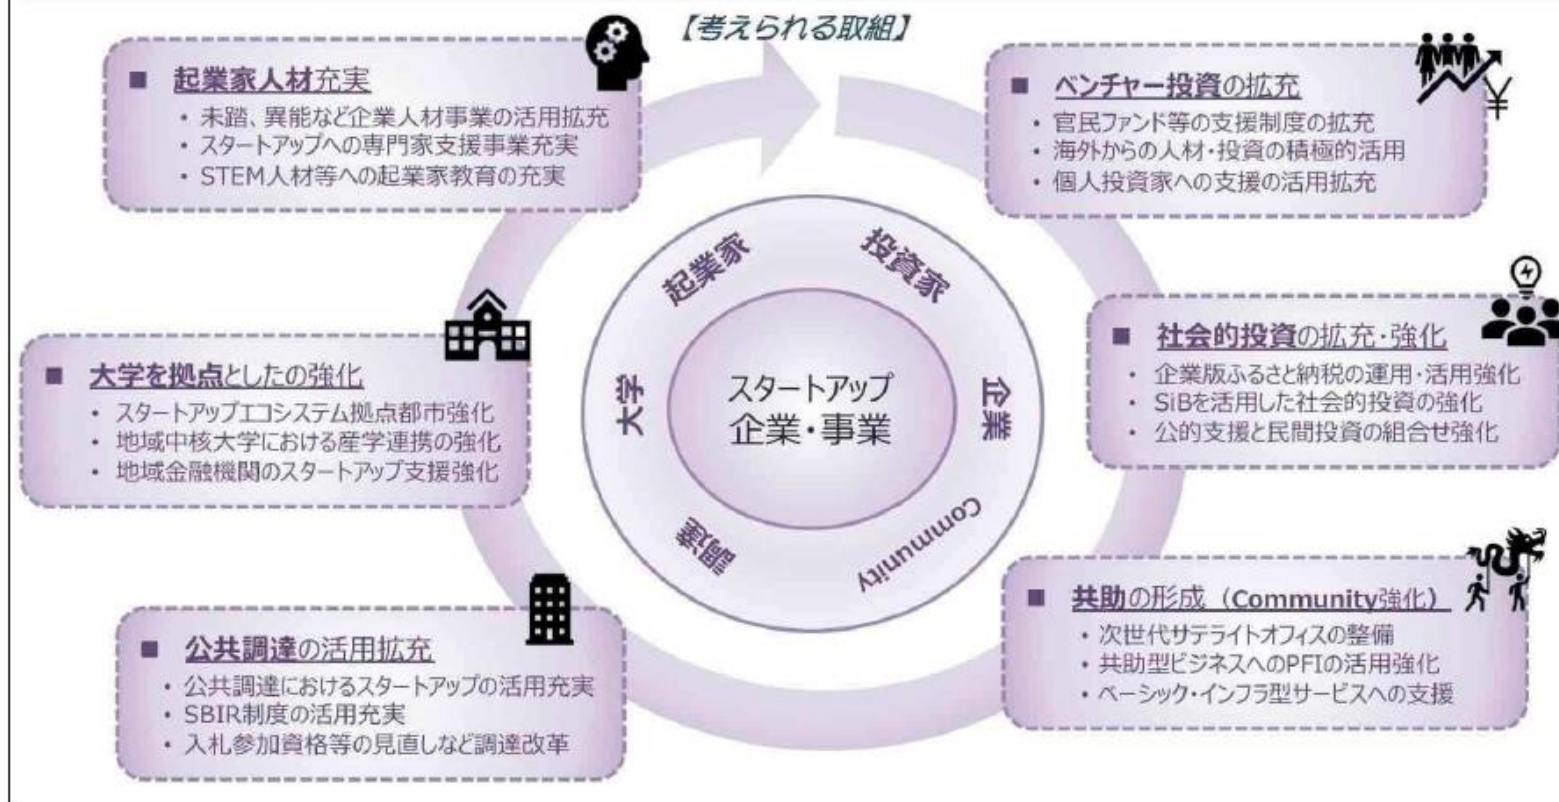 【考えられる取組】
■ 起業家人材充実
・未踏、異能など企業人材事業の活用拡充
・スタートアップへの専門家支援事業充実
・STEM人材等への起業家教育の充実
■ ベンチャー投資の拡充
・官民ファンド等の支援制度の拡充
・海外からの人材・投資の積極的活用
・個人投資家への支援の活用拡充
¥
■ 大学を拠点としたの強化
・スタートアップエコシステム拠点都市強化
・地域中核大学における産学連携の強化
・地域金融機関のスタートアップ支援強化
起業家
投資家
大学
企業
調達
Community
スタートアップ
企業・事業
■ 社会的投資の拡充・強化
・企業版ふるさと納税の運用・活用強化
・SiBを活用した社会的投資の強化
・公的支援と民間投資の組合せ強化
■ 公共調達の活用拡充
・公共調達におけるスタートアップの活用充実
・SBIR制度の活用充実
・入札参加資格等の見直しなど調達改革
■ 共助の形成（Community強化）
・次世代サテライトオフィスの整備
・共助型ビジネスへのPFIの活用強化
・ベーシック・インフラ型サービスへの支援